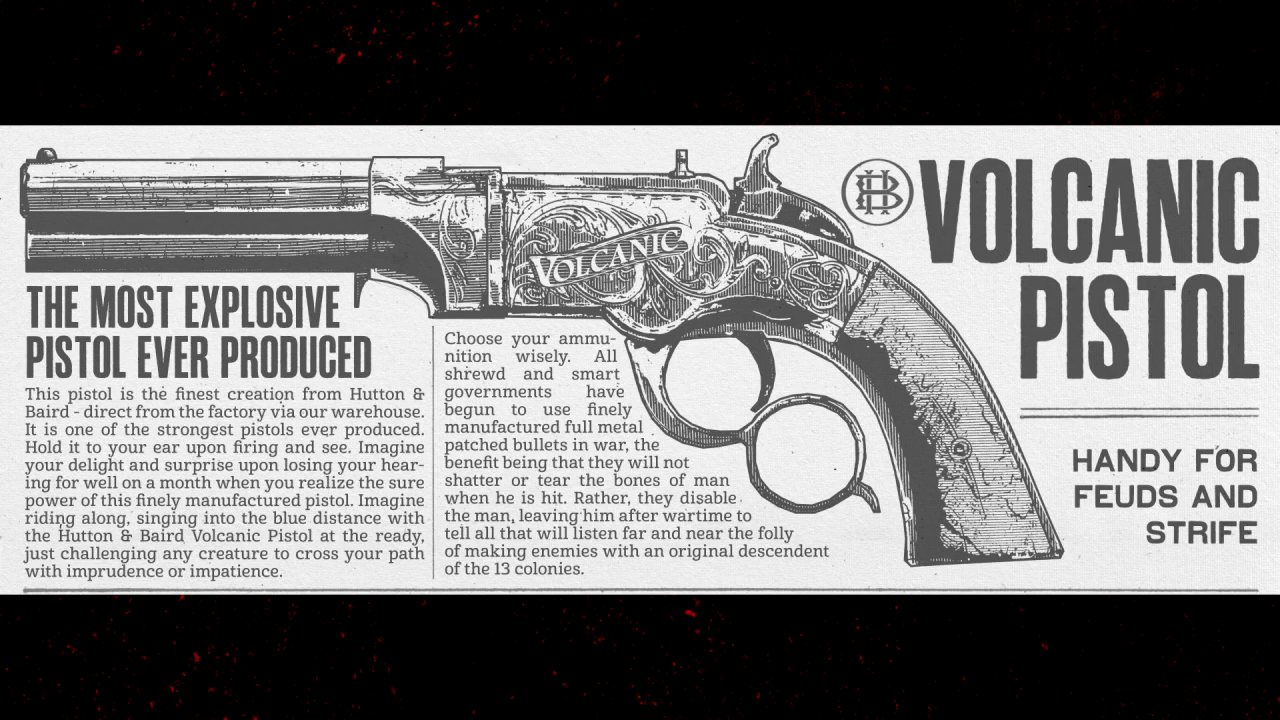 VOLCANIC
PISTOL
HANDY FOR
FEUDS AND
STRIFE
VOLCANIC
THE MOST EXPLOSIVE
PISTOL EVER PRODUCED
This pistol is the finest creation from Hutton &
Baird - direct from the factory via our warehouse.
It is one of the strongest pistols ever produced.
Hold it to your ear upon firing and see. Imagine
your delight and surprise upon losing your hear-
ing for well on a month when you realize the sure
power of this finely manufactured pistol. Imagine
riding along, singing into the blue distance with
the Hutton & Baird Volcanic Pistol at the ready,
just challenging any creature to cross your path
with imprudence or impatience.
Choose your ammu-
nition wisely. All
shrewd and smart
governments have
begun to use finely
manufactured full metal
patched bullets in war, the
benefit being that they will not
shatter or tear the bones of man
when he is hit. Rather, they disable
the man, leaving him after wartime to
tell all that will listen far and near the folly
of making enemies with an original descendent
of the 13 colonies.